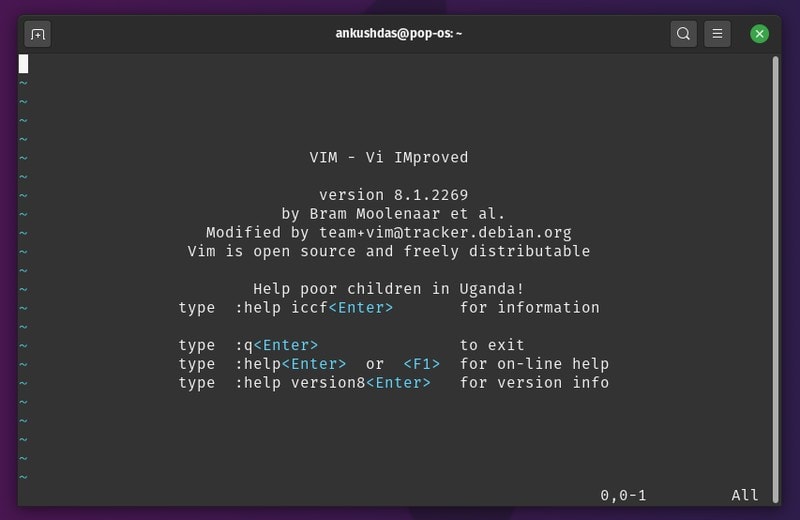 ankushdas@pop-os: ~
~
~
~
~
~ VIM - Vi IMproved
~
~ version 8.1.2269
~ by Bram Moolenaar et al.
~ Modified by team+vim@tracker.debian.org
~ Vim is open source and freely distributable
~
~ Help poor children in Uganda!
~ type :help iccf<Enter> for information
~
~ type :q<Enter> to exit
~ type :help<Enter> or <F1> for on-line help
~ type :help version8<Enter> for version info
~
~
~
~
~
0,0-1 All